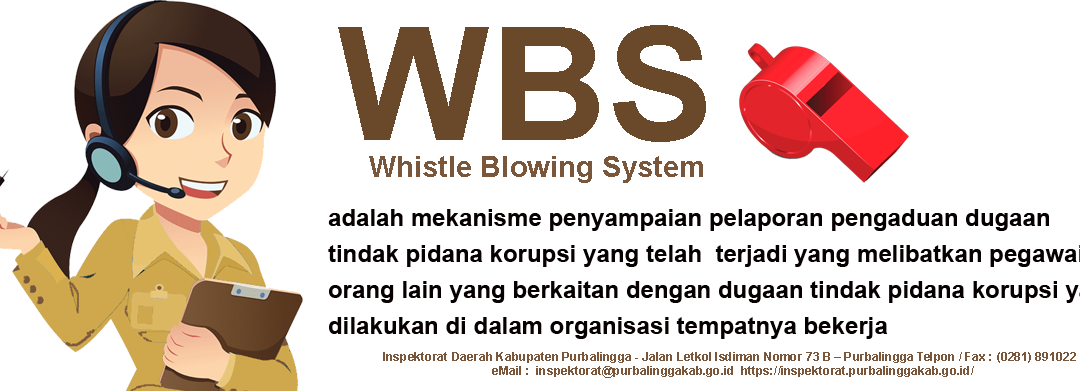 WBS
Whistle Blowing System
adalah mekanisme penyampaian pelaporan pengaduan dugaan
tindak pidana korupsi yang telah terjadi yang melibatkan pegawai
orang lain yang berkaitan dengan dugaan tindak pidana korupsi
dilakukan di dalam organisasi tempatnya bekerja
Inspektorat Daerah Kabupaten Purbalingga - Jalan Letkol Isdiman Nomor 73 B – Purbalingga Telpon / Fax : (0281) 891022
eMail : inspektorat@purbalinggakab.go.id https://inspektorat.purbalinggakab.go.id/